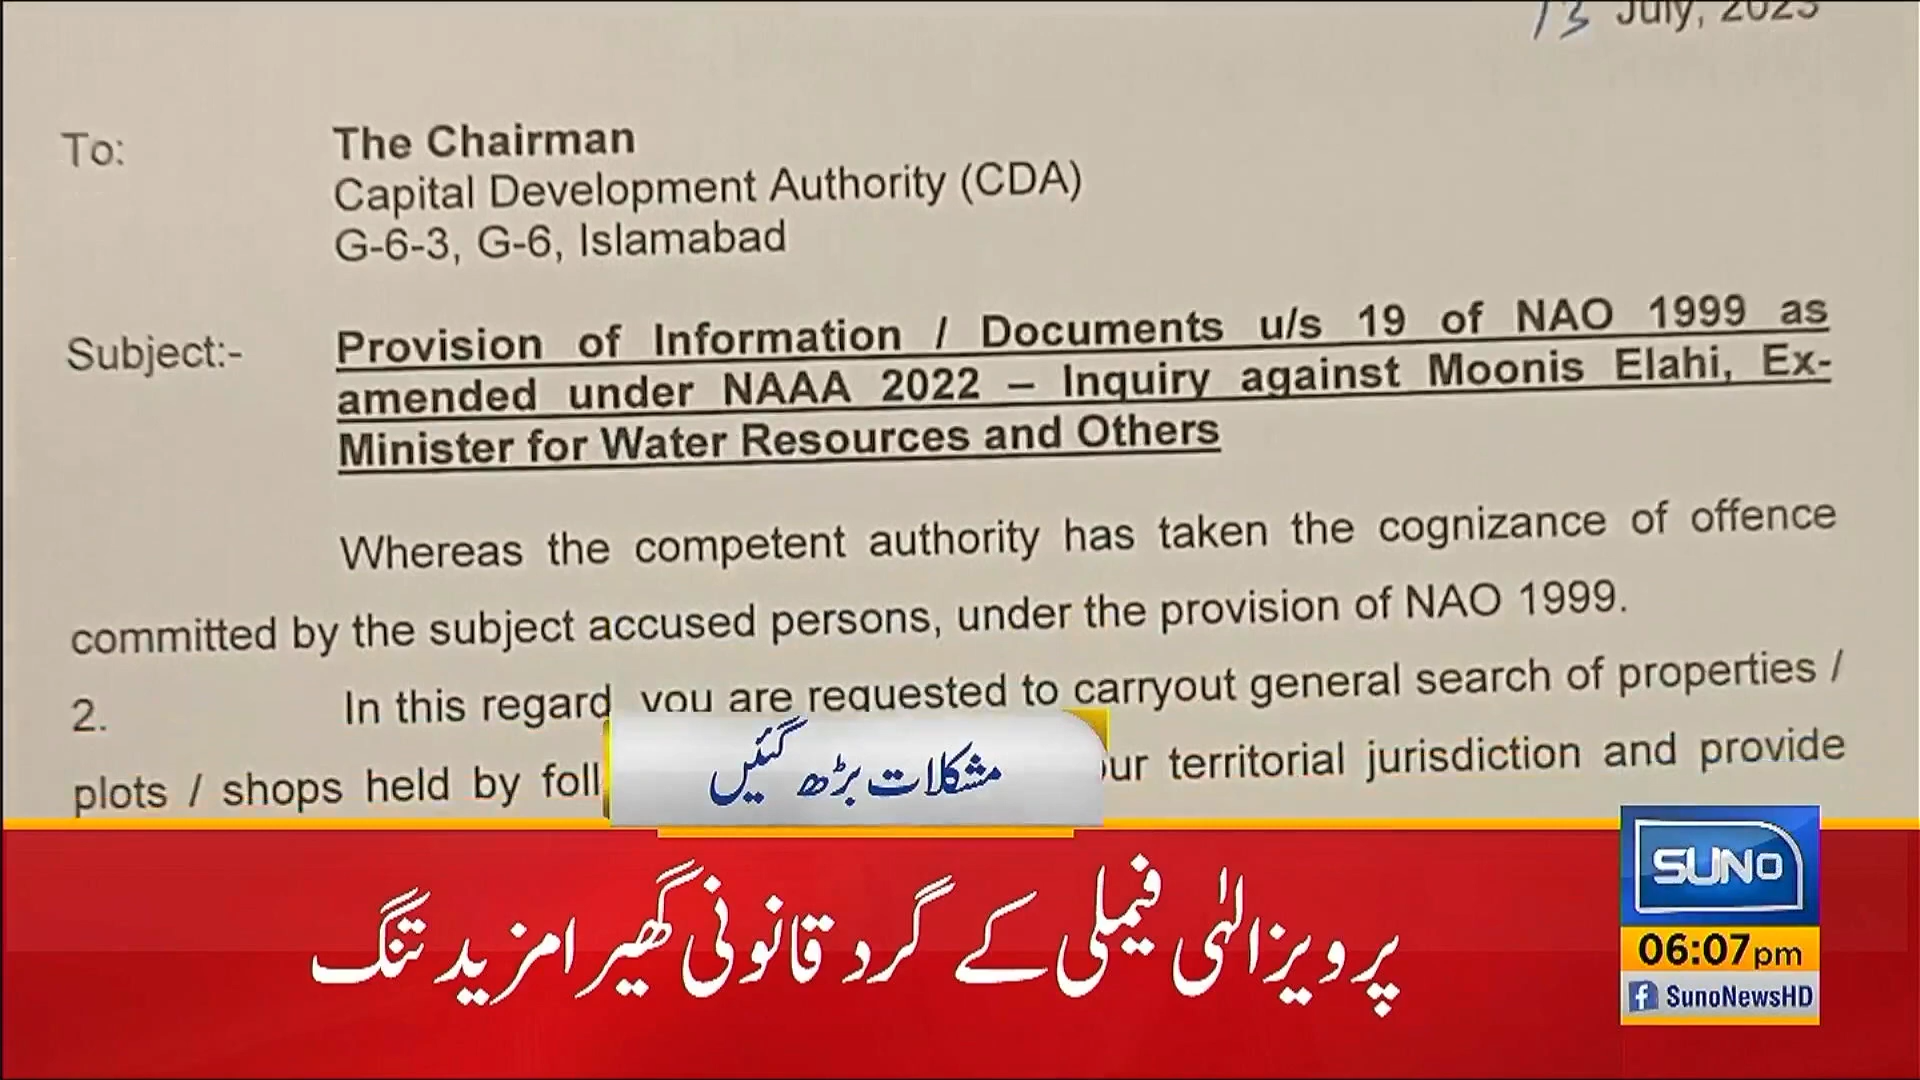 13 July, 2023
To:
The Chairman
Capital Development Authority (CDA)
G-6-3, G-6, Islamabad
Subject:-
Provision of Information / Documents u/s 19 of NAO 1999 as
amended under NAAA 2022 – Inquiry against Moonis Elahi, Ex-
Minister for Water Resources and Others
Whereas the competent authority has taken the cognizance of offence
committed by the subject accused persons, under the provision of NAO 1999.
2. In this regard, you are requested to carryout general search of properties /
plots / shops held by foll
ur territorial jurisdiction and provide
مشکلات بڑھ گئیں
پرویز الٰہی فیملی کے گرد قانونی گھیرا مزید تنگ
SUNO
06:07pm
SunoNewsHD